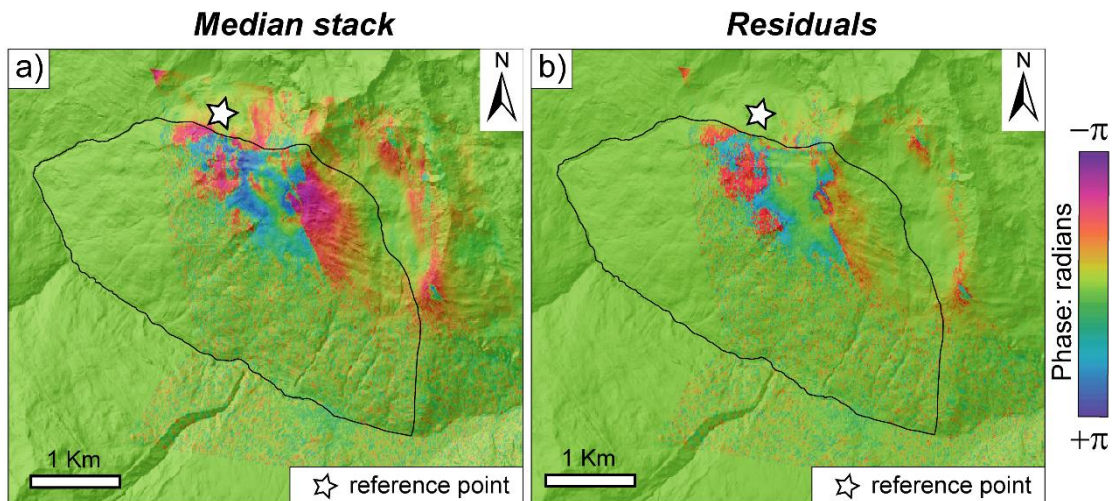 Median stack
Residuals
a)
N
b)
N
1 Km
reference point
1 Km
reference point
Phase: radians
−π
+π